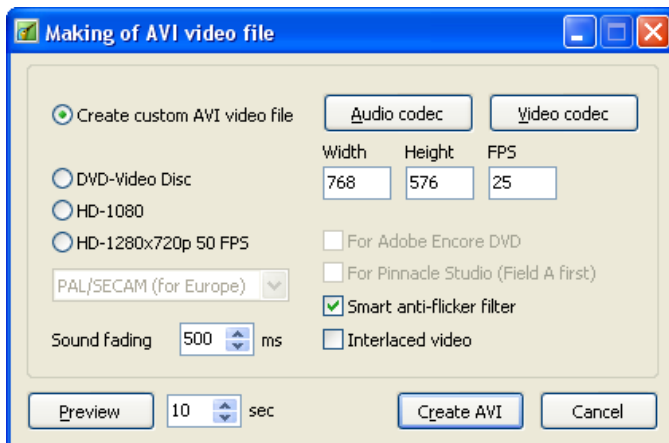 Making of AVI video file
Create custom AVI video file
Audio codec
Video codec
Width Height FPS
768 576 25
DVD-Video Disc
HD-1080
HD-1280x720p 50 FPS
For Adobe Encore DVD
PAL/SECAM (for Europe)
For Pinnacle Studio (Field A first)
Smart anti-flicker filter
Sound fading 500 ms
Interlaced video
Preview 10 sec
Create AVI
Cancel